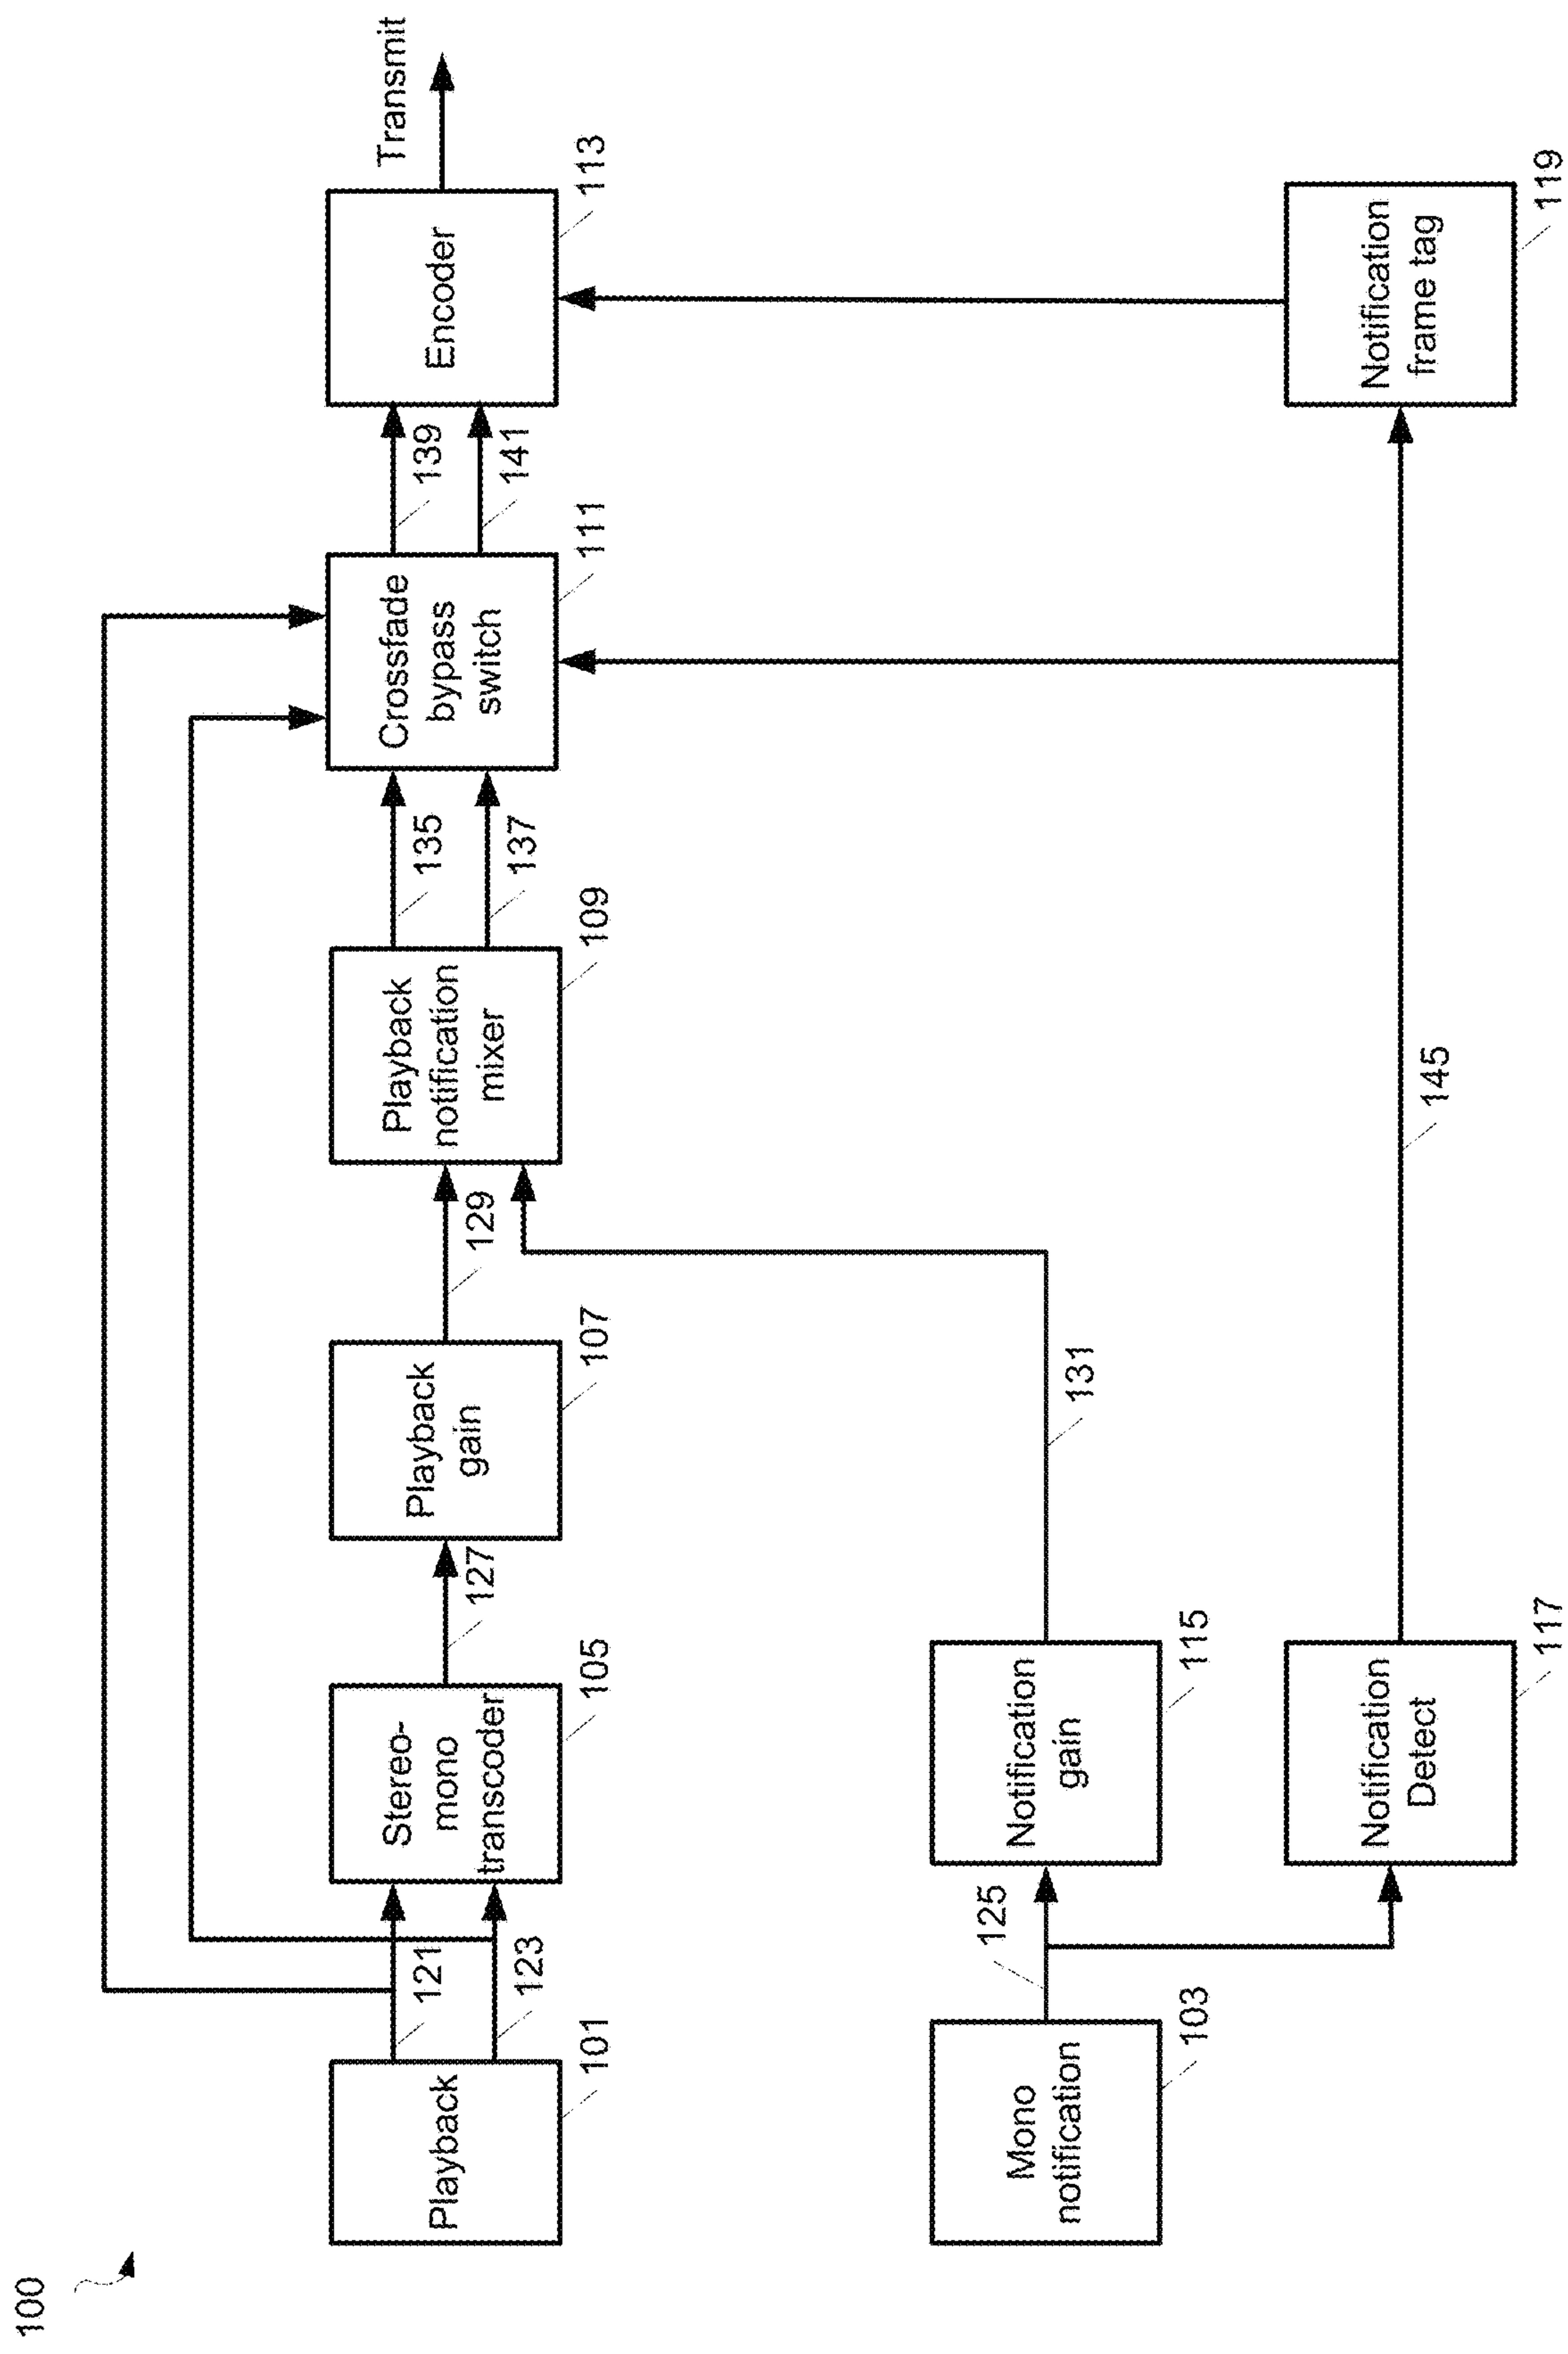 100
Playback
101
121
123
Stereo-
mono
transcoder
105
127
Playback
gain
107
129
Playback
notification
mixer
109
135
137
Crossfade
bypass
switch
111
139
141
Encoder
113
Transmit
Mono
notification
103
125
Notification
gain
115
131
Notification
Detect
117
145
Notification
frame tag
119